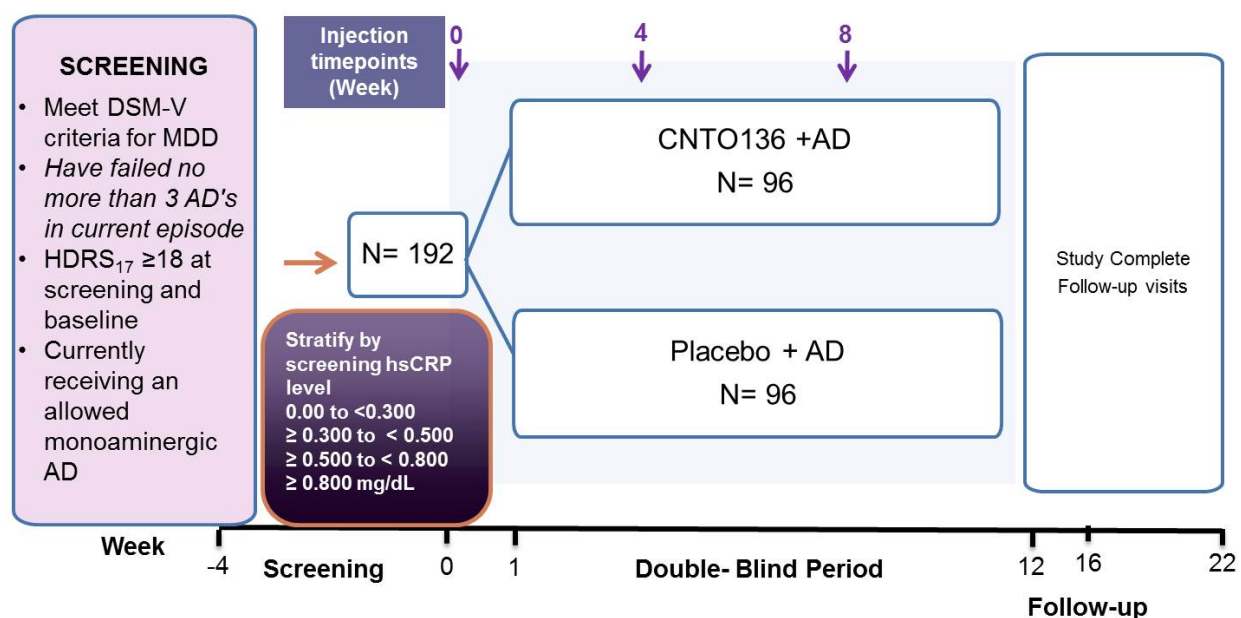 SCREENING
• Meet DSM-V
criteria for MDD
• Have failed no
more than 3 AD's
in current episode
• HDRS₁₇ ≥18 at
screening and
baseline
• Currently
receiving an
allowed
monoaminergic
AD
Injection
timepoints
(Week)
0
4
8
N= 192
Stratify by
screening hsCRP
level
0.00 to <0.300
≥ 0.300 to < 0.500
≥ 0.500 to < 0.800
≥ 0.800 mg/dL
CNTO136 +AD
N= 96
Placebo + AD
N= 96
Study Complete
Follow-up visits
Week
-4
Screening
0
1
Double- Blind Period
12
16
22
Follow-up